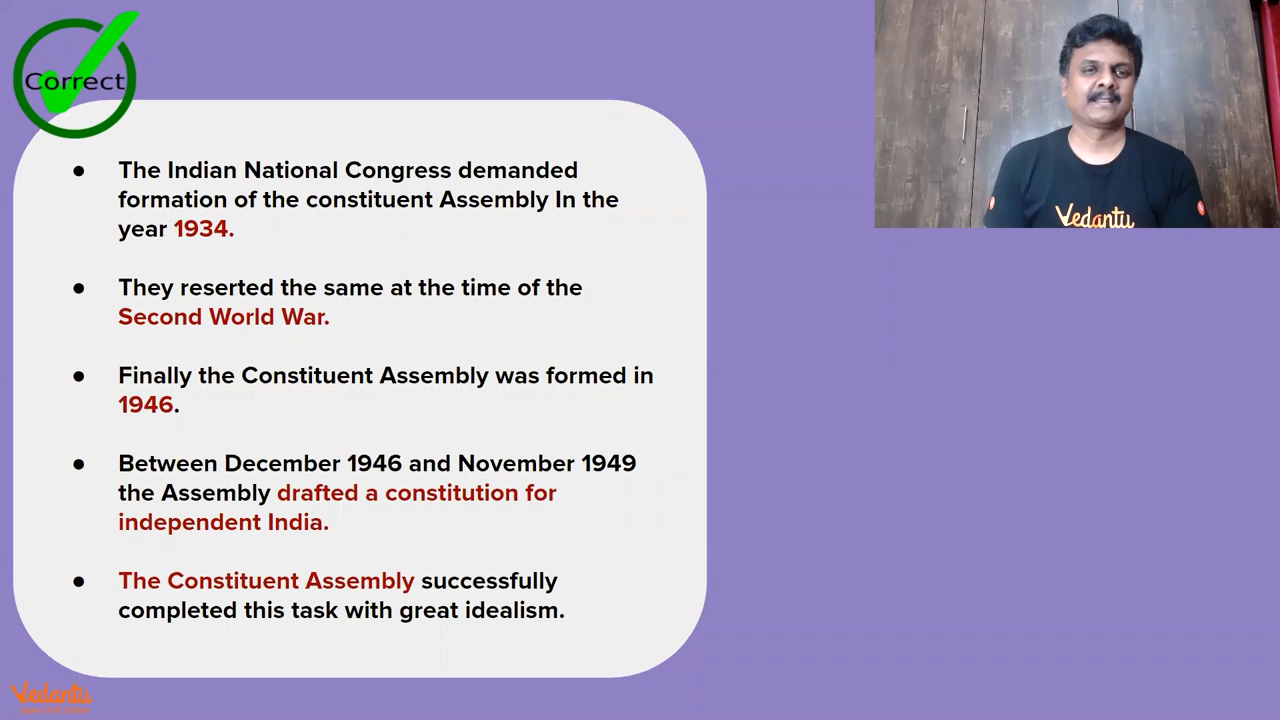 Correct
● The Indian National Congress demanded
formation of the constituent Assembly In the
year 1934.
● They reserted the same at the time of the
Second World War.
● Finally the Constituent Assembly was formed in
1946.
● Between December 1946 and November 1949
the Assembly drafted a constitution for
independent India.
● The Constituent Assembly successfully
completed this task with great idealism.
Vedantu
Vedantu